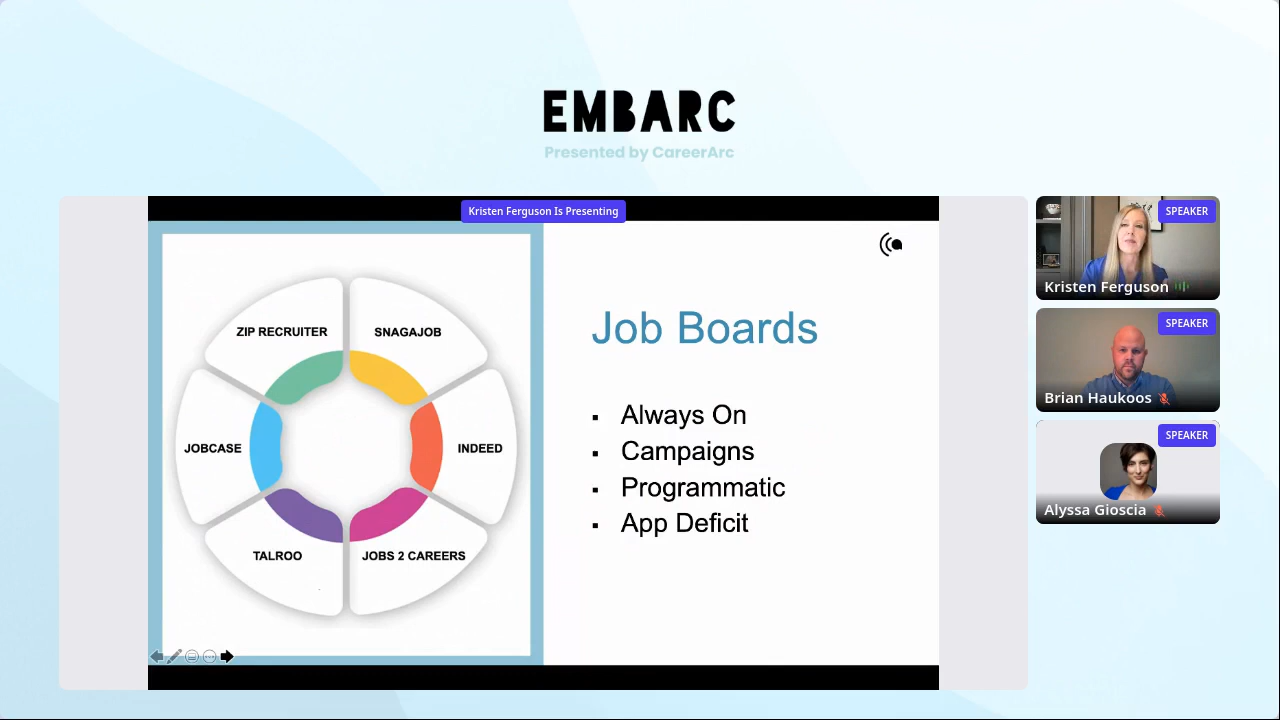 EMBARC
Presented by CareerArc
Kristen Ferguson Is Presenting
ZIP RECRUITER
SNAGAJOB
JOBCASE
INDEED
TALROO
JOBS 2 CAREERS
Job Boards
▪ Always On
▪ Campaigns
▪ Programmatic
▪ App Deficit
SPEAKER
Kristen Ferguson
SPEAKER
Brian Haukoos
SPEAKER
Alyssa Gioscia